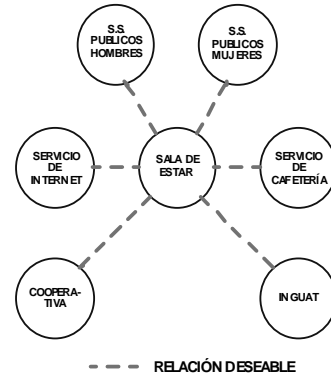 S.S.
PUBLICOS
HOMBRES
S.S.
PUBLICOS
MUJERES
SERVICIO
DE
INTERNET
SALA DE
ESTAR
SERVICIO
DE
CAFETERÍA
COOPERA-
TIVA
INGUAT
RELACIÓN DESEABLE